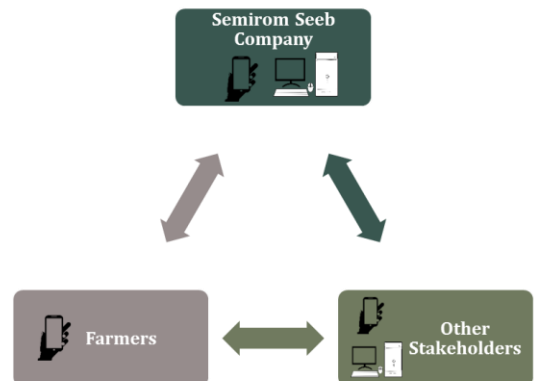 Semirom Seeb
Company
Farmers
Other
Stakeholders